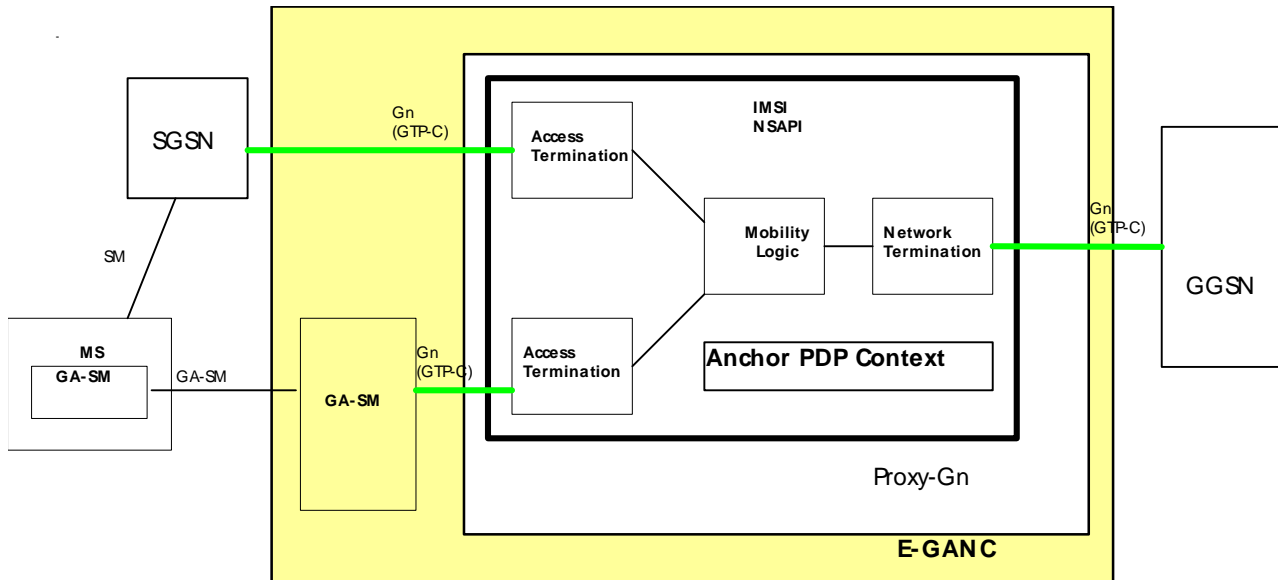 Gn
(GTP-C)
IMSI
NSAPI
SGSN
Access
Termination
Gn
(GTP-C)
Mobility
Logic
Network
Termination
SM
GGSN
MS
GA-SM
GA-SM
GA-SM
Gn
(GTP-C)
Access
Termination
Anchor PDP Context
Proxy-Gn
E-GANC